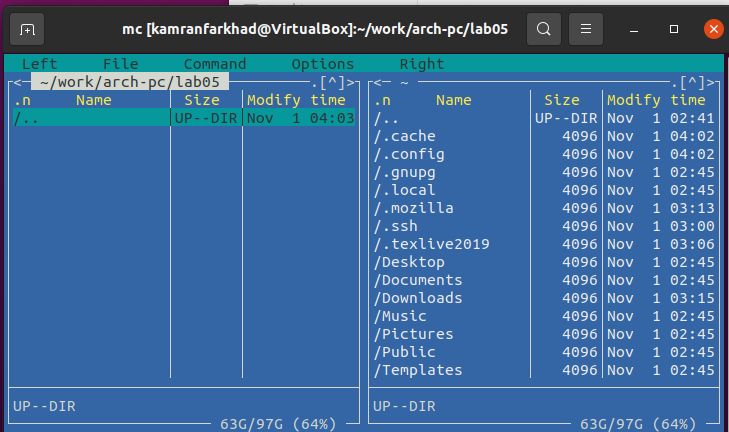 mc [kamranfarkhad@VirtualBox]:~/work/arch-pc/lab05
Left File Command Options Right
<- ~/work/arch-pc/lab05 .[^]>
.n Name Size Modify time
/.. UP--DIR Nov 1 04:03
UP--DIR
63G/97G (64%)
<- ~ .[^]>
.n Name Size Modify time
/.. UP--DIR Nov 1 02:41
/.cache 4096 Nov 1 04:02
/.config 4096 Nov 1 04:02
/.gnupg 4096 Nov 1 02:45
/.local 4096 Nov 1 02:45
/.mozilla 4096 Nov 1 03:13
/.ssh 4096 Nov 1 03:00
/.texlive2019 4096 Nov 1 03:06
/Desktop 4096 Nov 1 02:45
/Documents 4096 Nov 1 02:45
/Downloads 4096 Nov 1 03:15
/Music 4096 Nov 1 02:45
/Pictures 4096 Nov 1 02:45
/Public 4096 Nov 1 02:45
/Templates 4096 Nov 1 02:45
UP--DIR
63G/97G (64%)